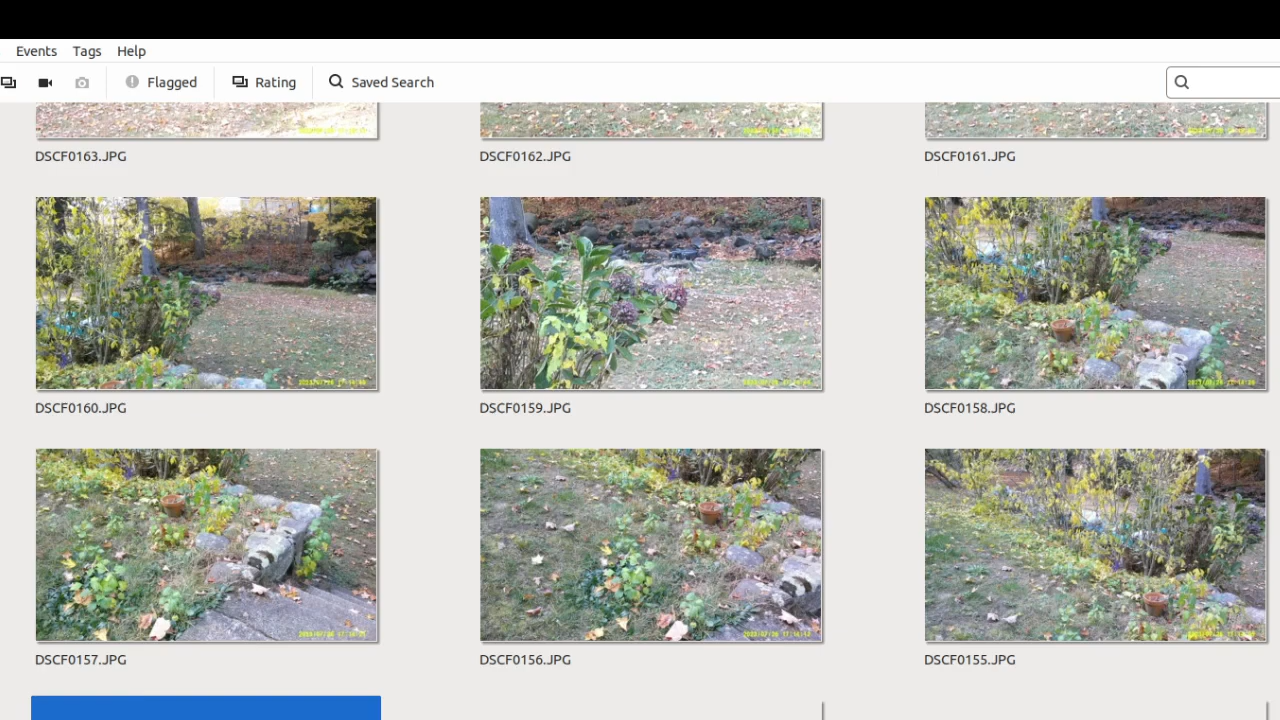 Events Tags Help
Flagged Rating Saved Search
DSCF0163.JPG DSCF0162.JPG DSCF0161.JPG
DSCF0160.JPG DSCF0159.JPG DSCF0158.JPG
DSCF0157.JPG DSCF0156.JPG DSCF0155.JPG